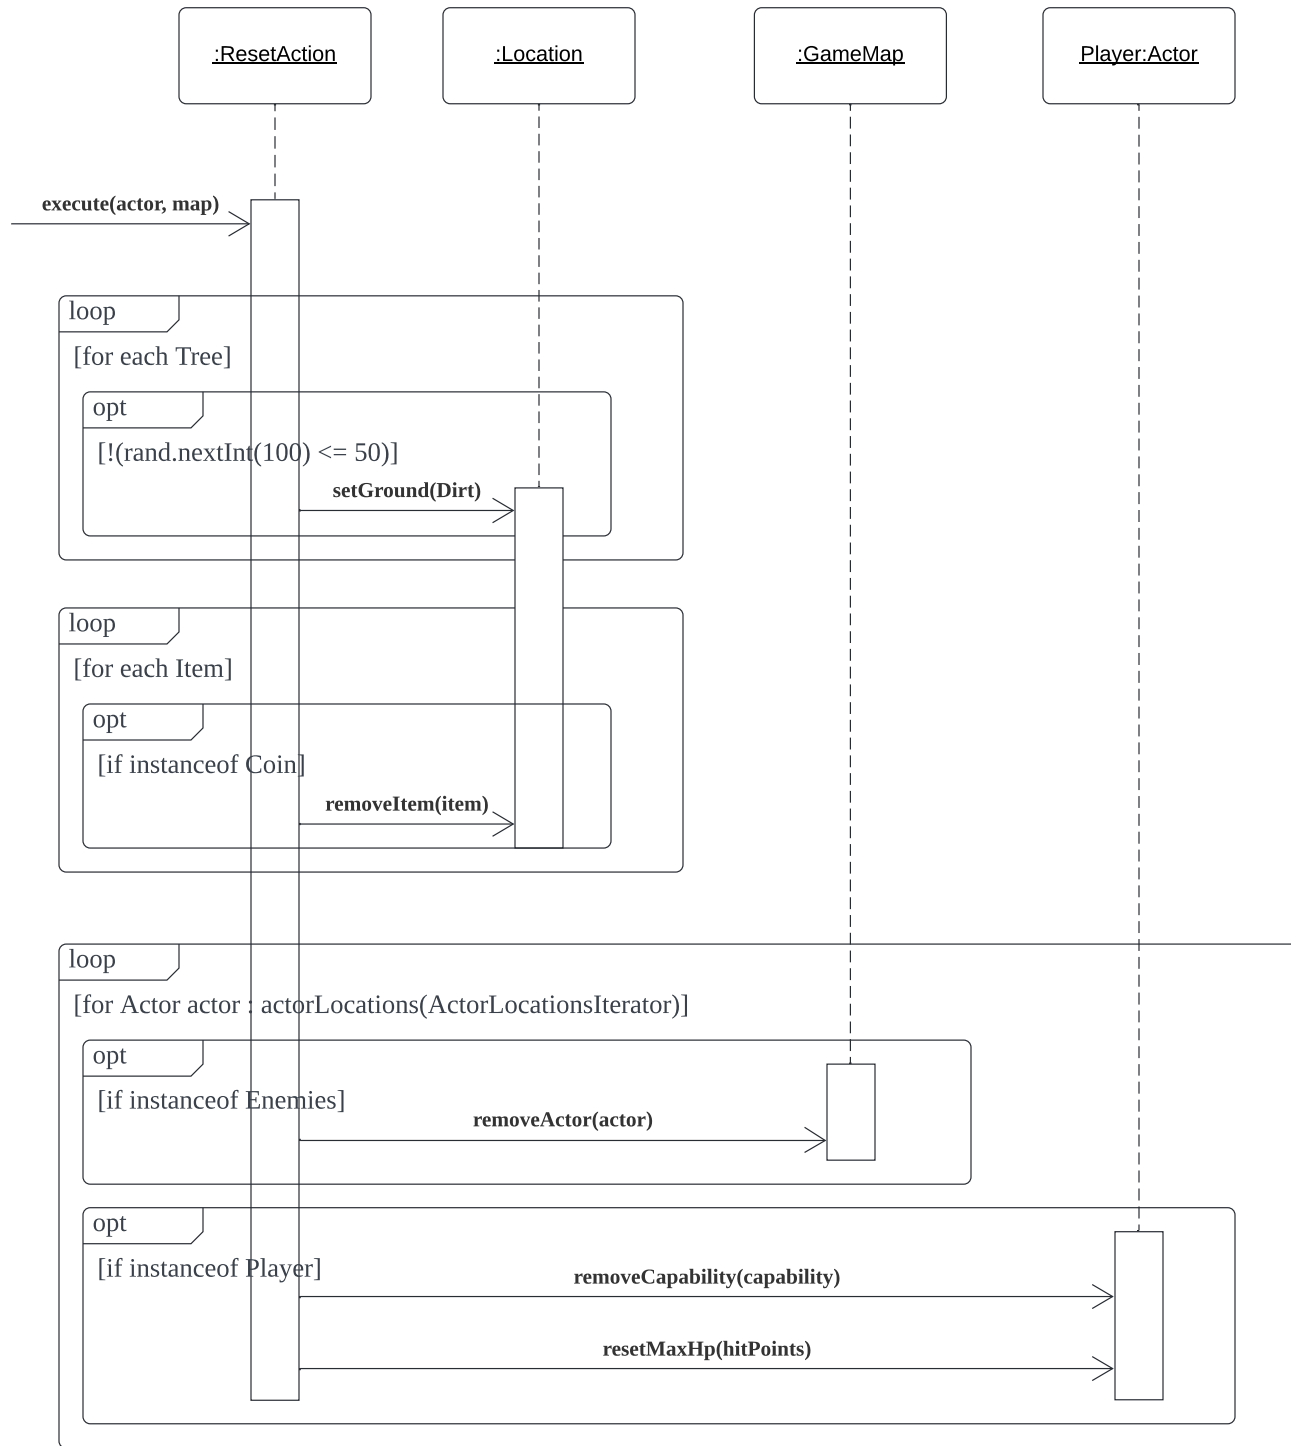 :ResetAction
:Location
:GameMap
Player:Actor
execute(actor, map)
loop
[for each Tree]
opt
[!(rand.nextInt(100) <= 50)]
setGround(Dirt)
loop
[for each Item]
opt
[if instanceof Coin]
removeItem(item)
loop
[for Actor actor : actorLocations(ActorLocationsIterator)]
opt
[if instanceof Enemies]
removeActor(actor)
opt
[if instanceof Player]
removeCapability(capability)
resetMaxHp(hitPoints)